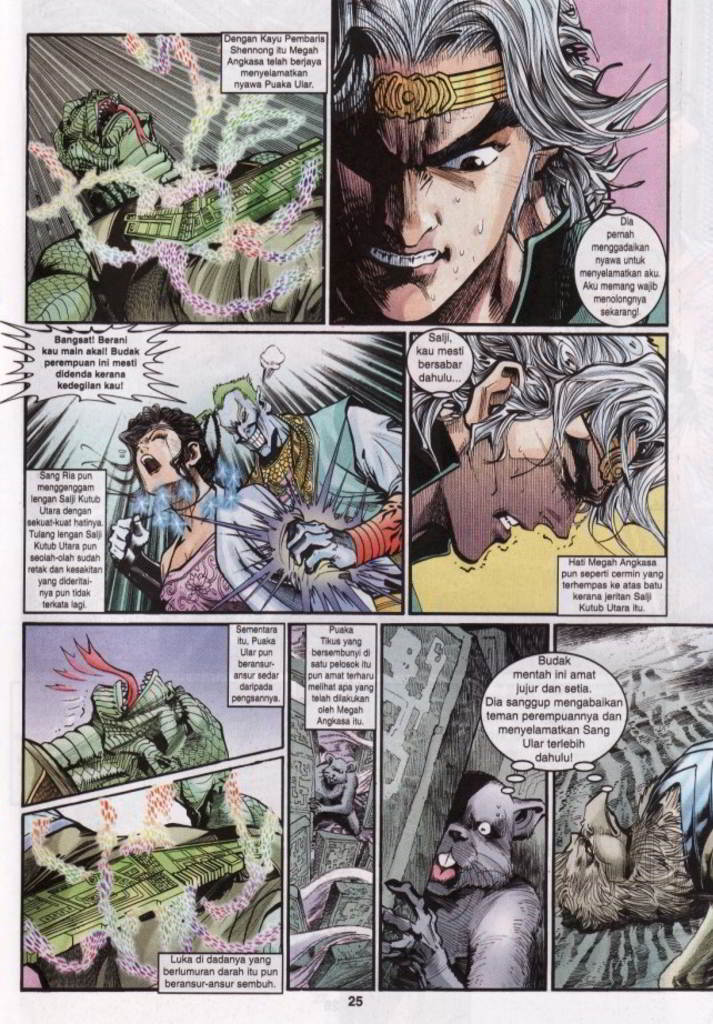 Dengan Kayu Pembaris
Shennong itu Megah
Angkasa telah berjaya
menyelamatkan
nyawa Puaka Ular.
Dia
pernah
menggadaikan
nyawa untuk
menyelamatkan aku.
Aku memang wajib
menolongnya
sekarang!
Bangsat! Berani
kau main akal! Budak
perempuan ini mesti
didenda kerana
kedegilan kau!
Sang Ria pun
menggenggam
lengan Salji Kutub
Utara dengan
sekuat-kuat hatinya.
Tulang lengan Salji
Kutub Utara pun
seolah-olah sudah
retak dan kesakitan
yang dideritai-
nya pun tidak
terkata lagi.
Salji,
kau mesti
bersabar
dahulu...
Hati Megah Angkasa
pun seperti cermin yang
terhempas ke atas batu
kerana jeritan Salji
Kutub Utara itu.
Sementara
itu, Puaka
Ular pun
beransur-
ansur sedar
daripada
pengsannya.
Luka di dadanya yang
berlumuran darah itu pun
beransur-ansur sembuh.
Puaka
Tikus yang
bersembunyi di
satu pelosok itu
pun amat terharu
melihat apa yang
telah dilakukan
oleh Megah
Angkasa itu.
Budak
mentah ini amat
jujur dan setia.
Dia sanggup mengabaikan
teman perempuannya dan
menyelamatkan Sang
Ular terlebih
dahulu!
25